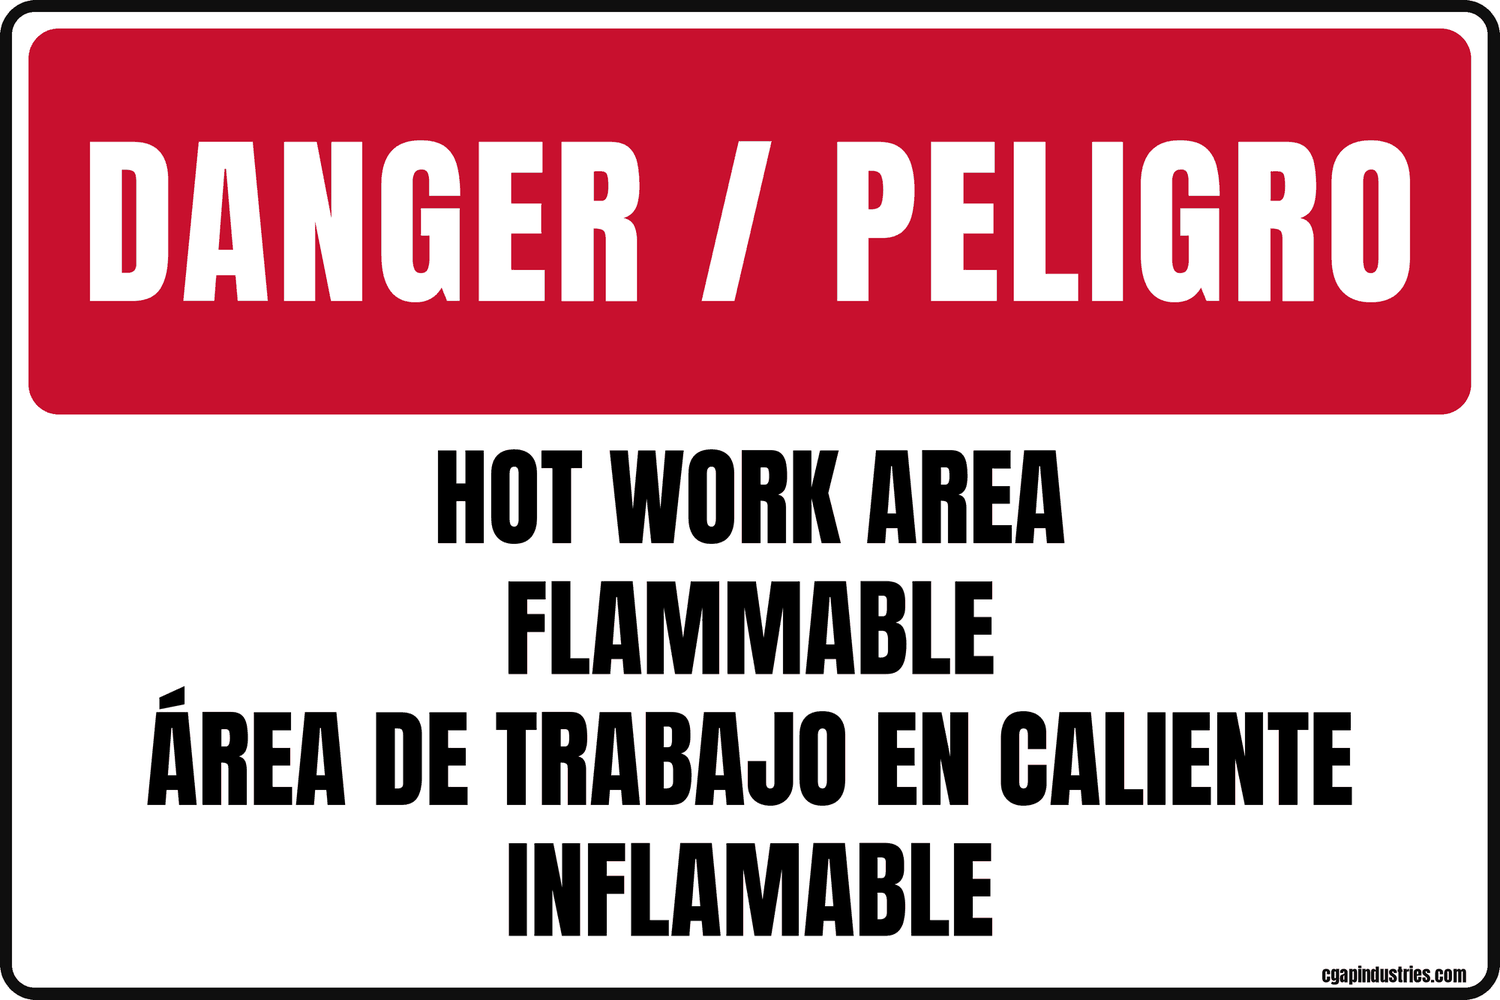 DANGER / PELIGRO
HOT WORK AREA
FLAMMABLE
ÁREA DE TRABAJO EN CALIENTE
INFLAMABLE
cgapindustries.com